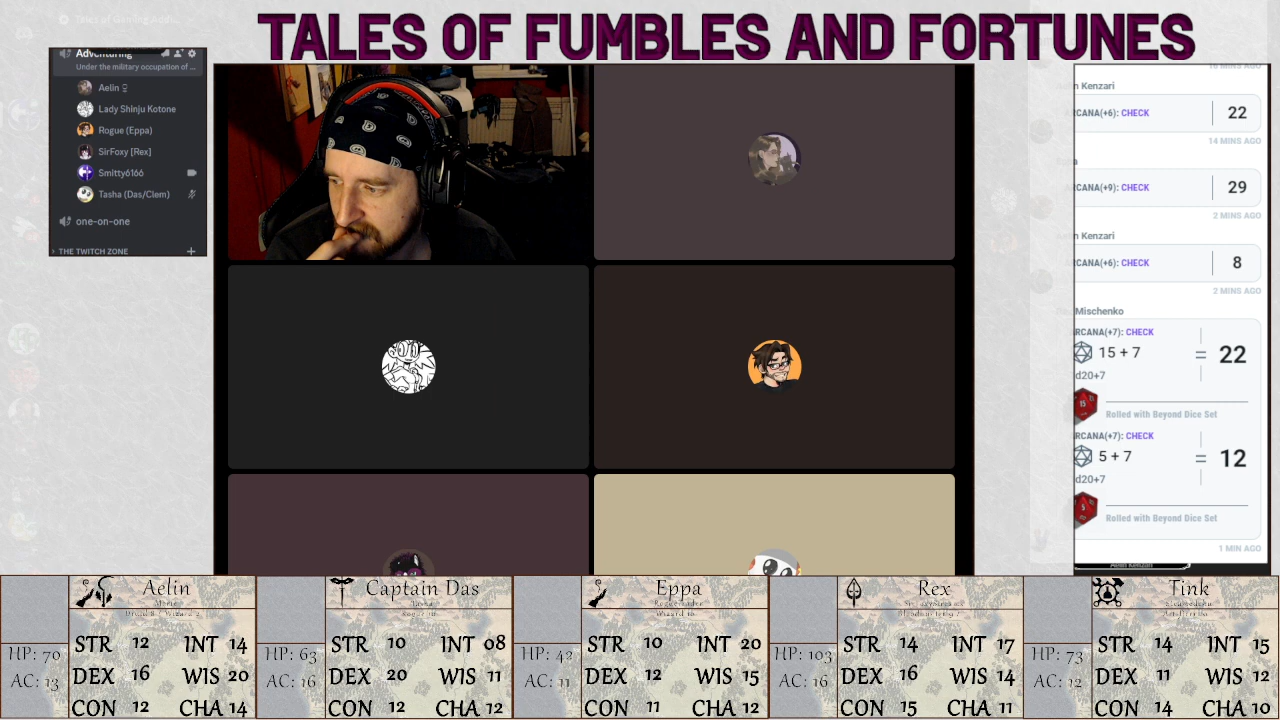 TALES OF FUMBLES AND FORTUNES
Adventuring
Under the military occupation of ...
Aelin
Lady Shinju Kotone
Rogue (Eppa)
SirFoxy [Rex]
Smitty6166
Tasha (Das/Clem)
one-on-one
THE TWITCH ZONE
Kenzari
RCANA(+6): CHECK
22
14 MINS AGO
RCANA(+9): CHECK
29
2 MINS AGO
n Kenzari
RCANA(+6): CHECK
8
2 MINS AGO
Mischenko
RCANA(+7): CHECK
15 + 7
= 22
d20+7
15
Rolled with Beyond Dice Set
RCANA(+7): CHECK
5 + 7
= 12
d20+7
5
Rolled with Beyond Dice Set
1 MIN AGO
Aelin
HP: 70
AC: 13
STR 12 INT 14
DEX 16 WIS 20
CON 12 CHA 14
Captain Das
HP: 63
AC: 16
STR 10 INT 08
DEX 20 WIS 11
CON 12 CHA 12
Eppa
HP: 42
AC: 11
STR 10 INT 20
DEX 12 WIS 15
CON 11 CHA 12
Rex
HP: 103
AC: 16
STR 14 INT 17
DEX 16 WIS 14
CON 15 CHA 11
Tink
HP: 73
AC: 12
STR 14 INT 15
DEX 11 WIS 12
CON 14 CHA 10